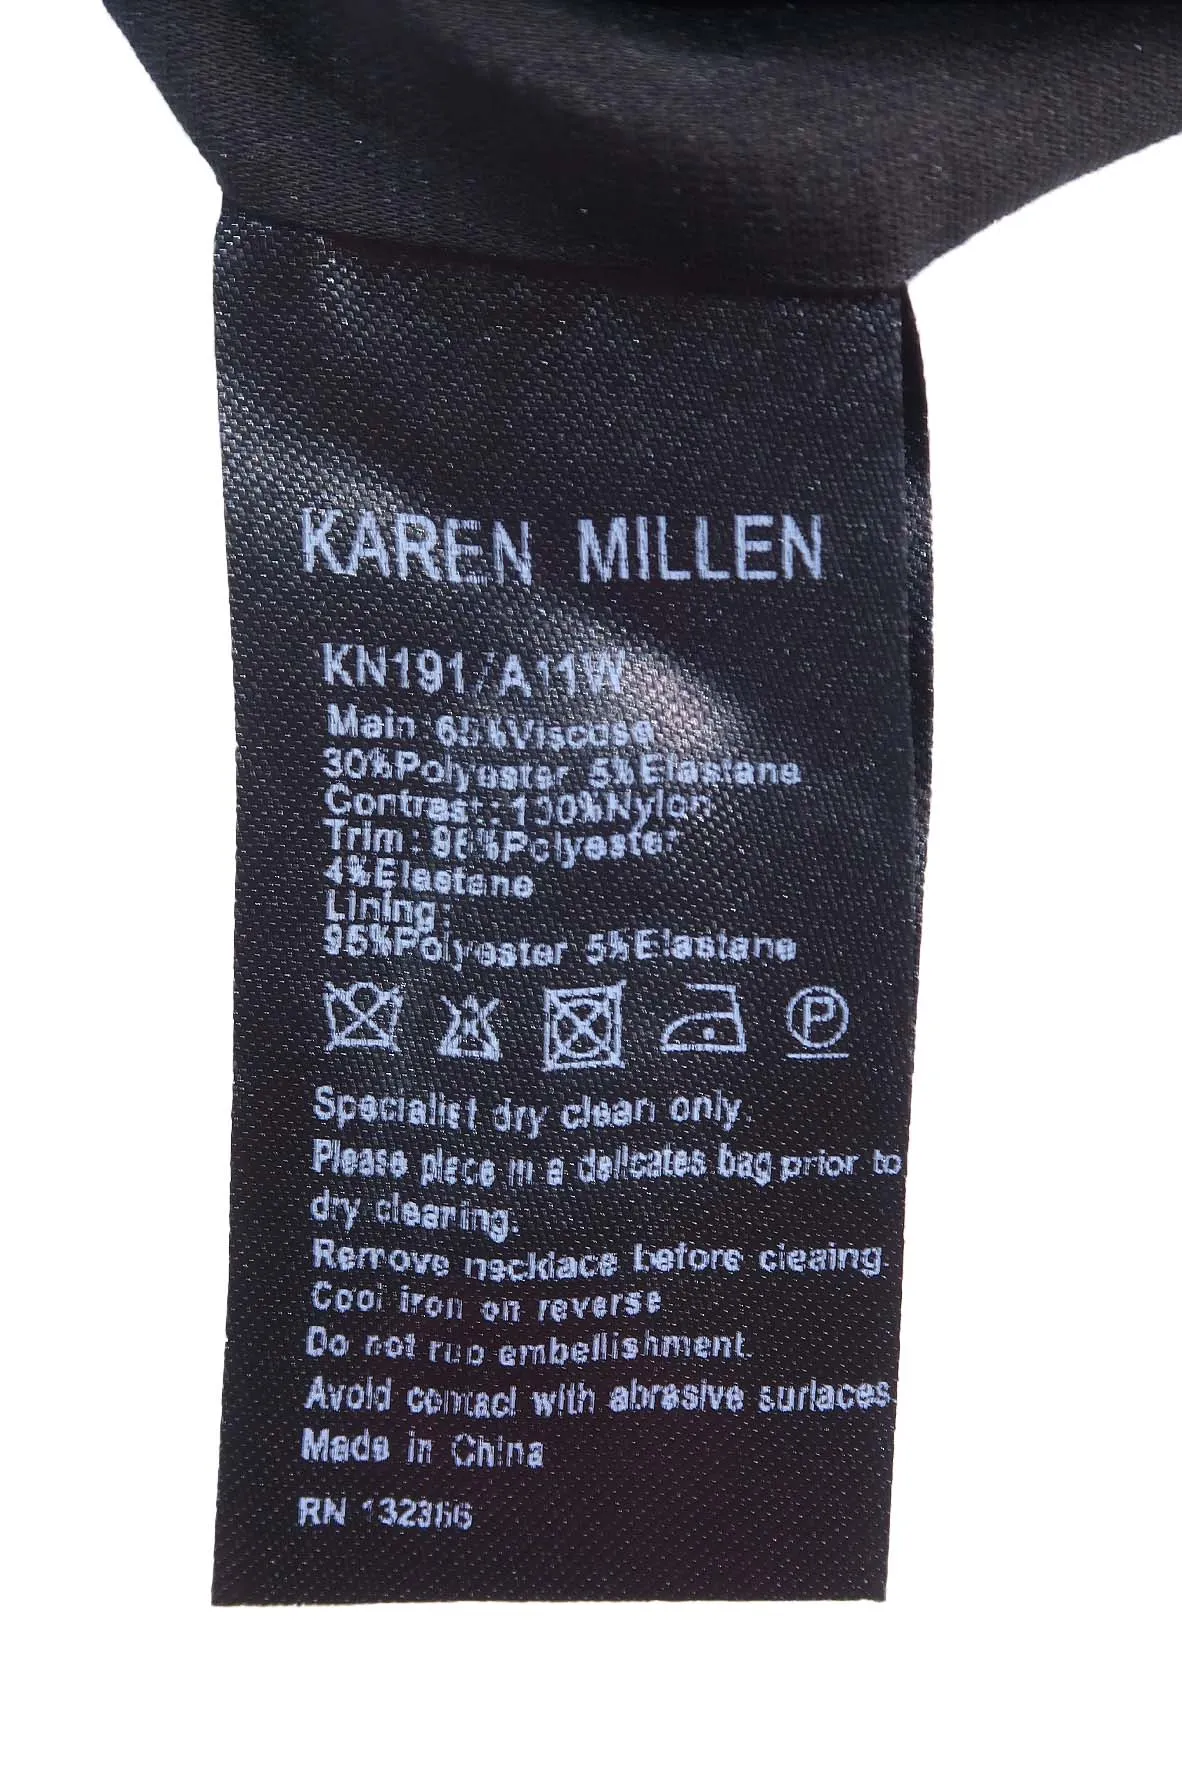 KAREN MILLEN
KN191/A11W
Main 65%Viscose
30%Polyester 5%Elastane
Contrast: 100%Nylon
Trim: 96%Polyester
4%Elastane
Lining:
95%Polyester 5%Elastane
P
Specialist dry clean only.
Please place in a delicates bag prior to
dry cleaning.
Remove necklace before cleaing.
Cool iron on reverse
Do not rub embellishment.
Avoid contact with abrasive surfaces.
Made in China
RN 132366